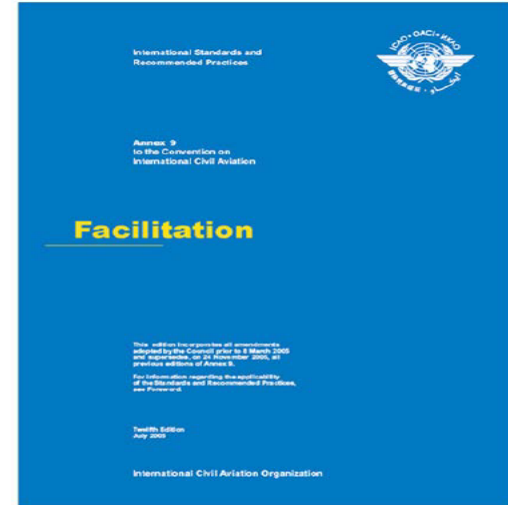 ICAO · OACI · ИКАО
International Standards and
Recommended Practices
Annex 9
to the Convention on
International Civil Aviation
Facilitation
This edition incorporates all amendments
adopted by the Council prior to 8 March 2005
and supersedes, on 24 November 2005, all
previous editions of Annex 9.
For information regarding the applicability
of the Standards and Recommended Practices,
see Foreword.
Twelfth Edition
July 2005
International Civil Aviation Organization